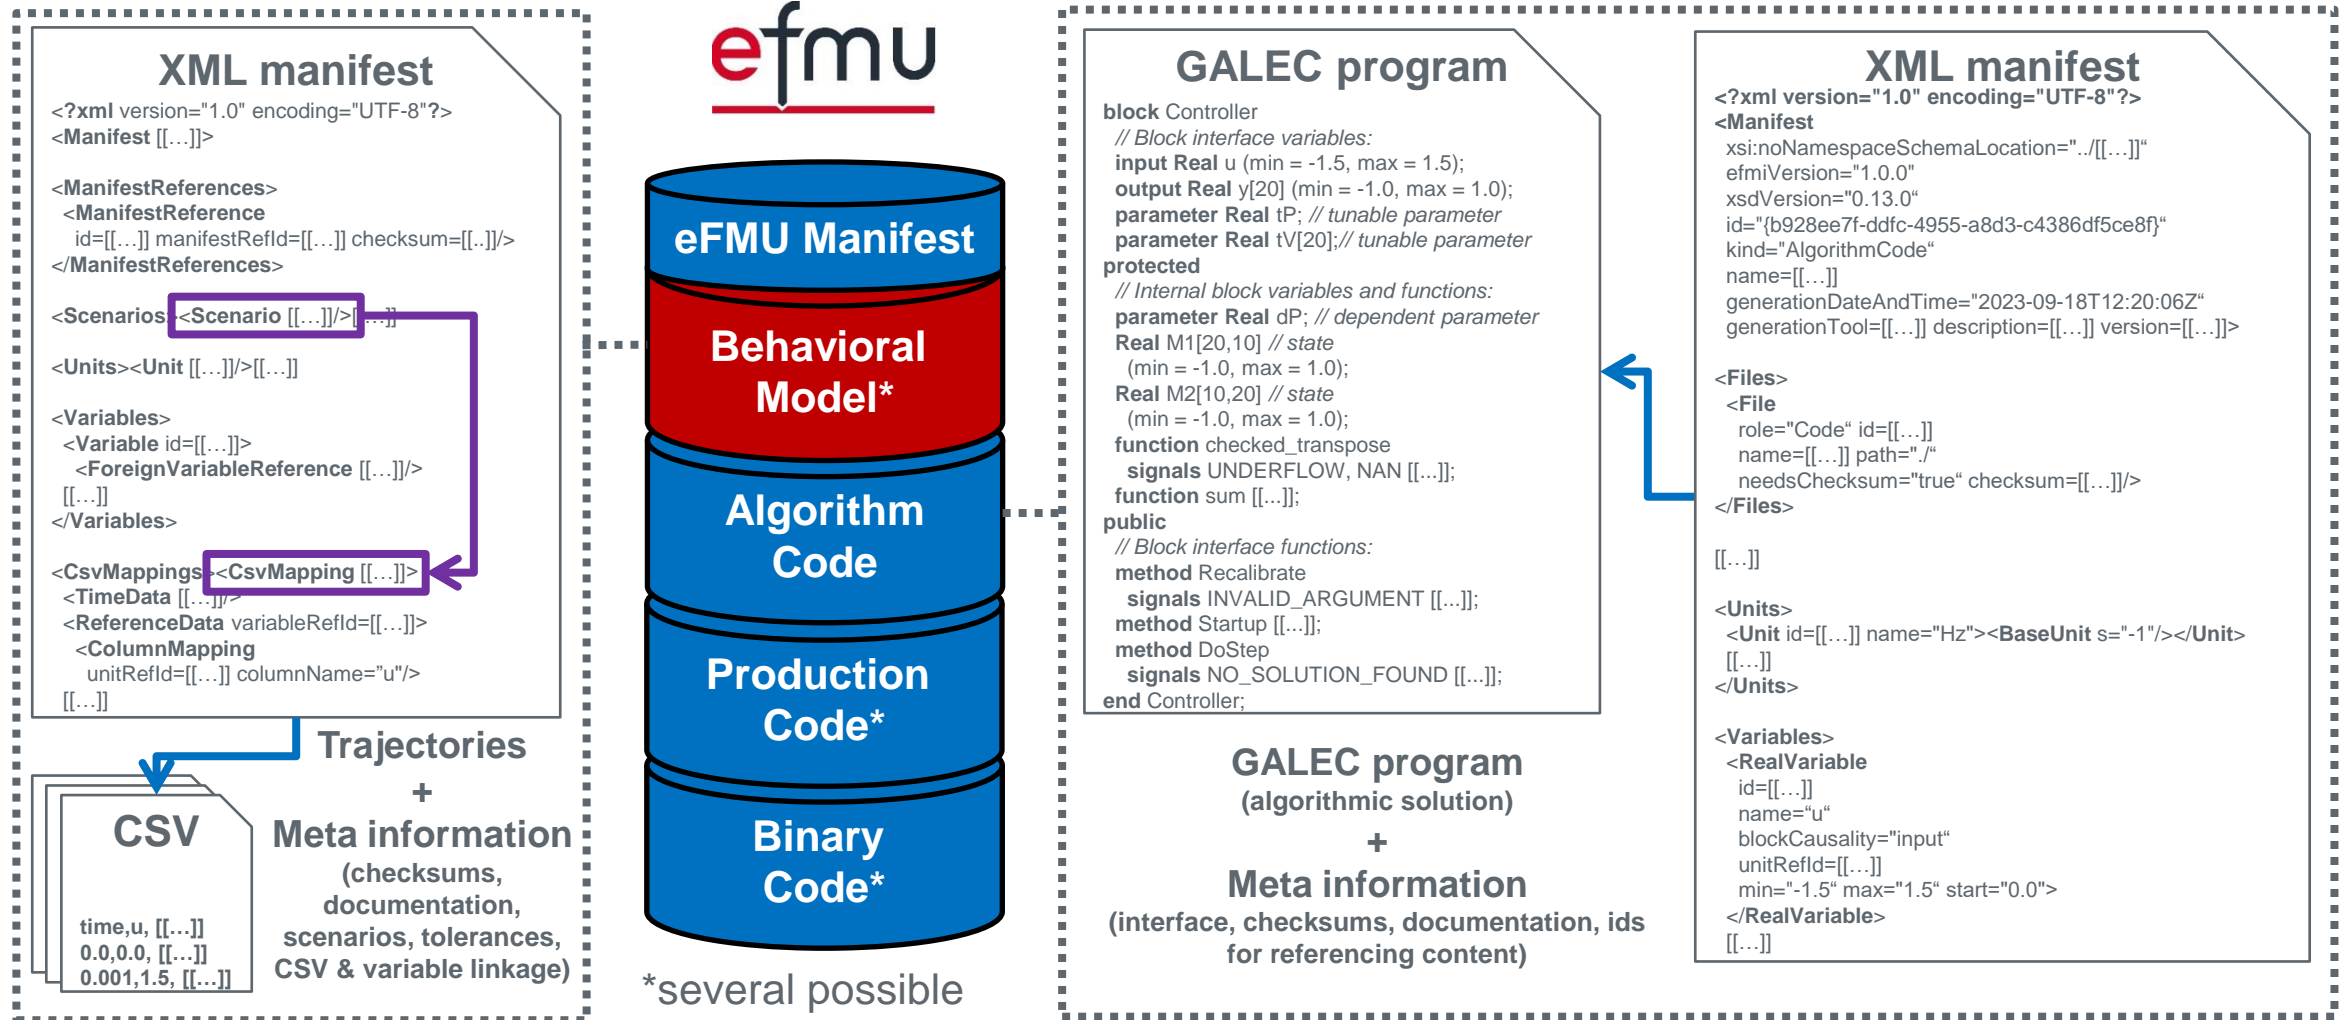 XML manifest
<?xml version="1.0" encoding="UTF-8"?>
<Manifest [[…]]>
<ManifestReferences>
<ManifestReference
id=[[…]] manifestRefId=[[…]] checksum=[[..]]/>
</ManifestReferences>
<Scenarios><Scenario [[…]]/>[[…]]
<Units><Unit [[…]]/>[[…]]
<Variables>
<Variable id=[[…]]>
<ForeignVariableReference [[…]]/>
[[…]]
</Variables>
<CsvMappings><CsvMapping [[…]]>
<TimeData [[…]]/>
<ReferenceData variableRefId=[[…]]>
<ColumnMapping
unitRefId=[[…]] columnName="u"/>
[[…]]
CSV
time,u, [[…]]
0.0,0.0, [[…]]
0.001,1.5, [[…]]
Trajectories
+
Meta information
(checksums,
documentation,
scenarios, tolerances,
CSV & variable linkage)
efmu
eFMU Manifest
Behavioral
Model*
Algorithm
Code
Production
Code*
Binary
Code*
*several possible
GALEC program
block Controller
// Block interface variables:
input Real u (min = -1.5, max = 1.5);
output Real y[20] (min = -1.0, max = 1.0);
parameter Real tP; // tunable parameter
parameter Real tV[20];// tunable parameter
protected
// Internal block variables and functions:
parameter Real dP; // dependent parameter
Real M1[20,10] // state
(min = -1.0, max = 1.0);
Real M2[10,20] // state
(min = -1.0, max = 1.0);
function checked_transpose
signals UNDERFLOW, NAN [[...]];
function sum [[...]];
public
// Block interface functions:
method Recalibrate
signals INVALID_ARGUMENT [[...]];
method Startup [[...]];
method DoStep
signals NO_SOLUTION_FOUND [[...]];
end Controller;
GALEC program
(algorithmic solution)
+
Meta information
(interface, checksums, documentation, ids
for referencing content)
XML manifest
<?xml version="1.0" encoding="UTF-8"?>
<Manifest
xsi:noNamespaceSchemaLocation="../[[…]]“
efmiVersion="1.0.0"
xsdVersion="0.13.0“
id="{b928ee7f-ddfc-4955-a8d3-c4386df5ce8f}“
kind="AlgorithmCode“
name=[[…]]
generationDateAndTime="2023-09-18T12:20:06Z“
generationTool=[[…]] description=[[…]] version=[[…]]>
<Files>
<File
role="Code“ id=[[…]]
name=[[…]] path="./“
needsChecksum="true“ checksum=[[…]]/>
</Files>
[[…]]
<Units>
<Unit id=[[…]] name="Hz"><BaseUnit s="-1"/></Unit>
[[…]]
</Units>
<Variables>
<RealVariable
id=[[…]]
name=“u“
blockCausality="input“
unitRefId=[[…]]
min="-1.5“ max="1.5“ start="0.0">
</RealVariable>
[[…]]